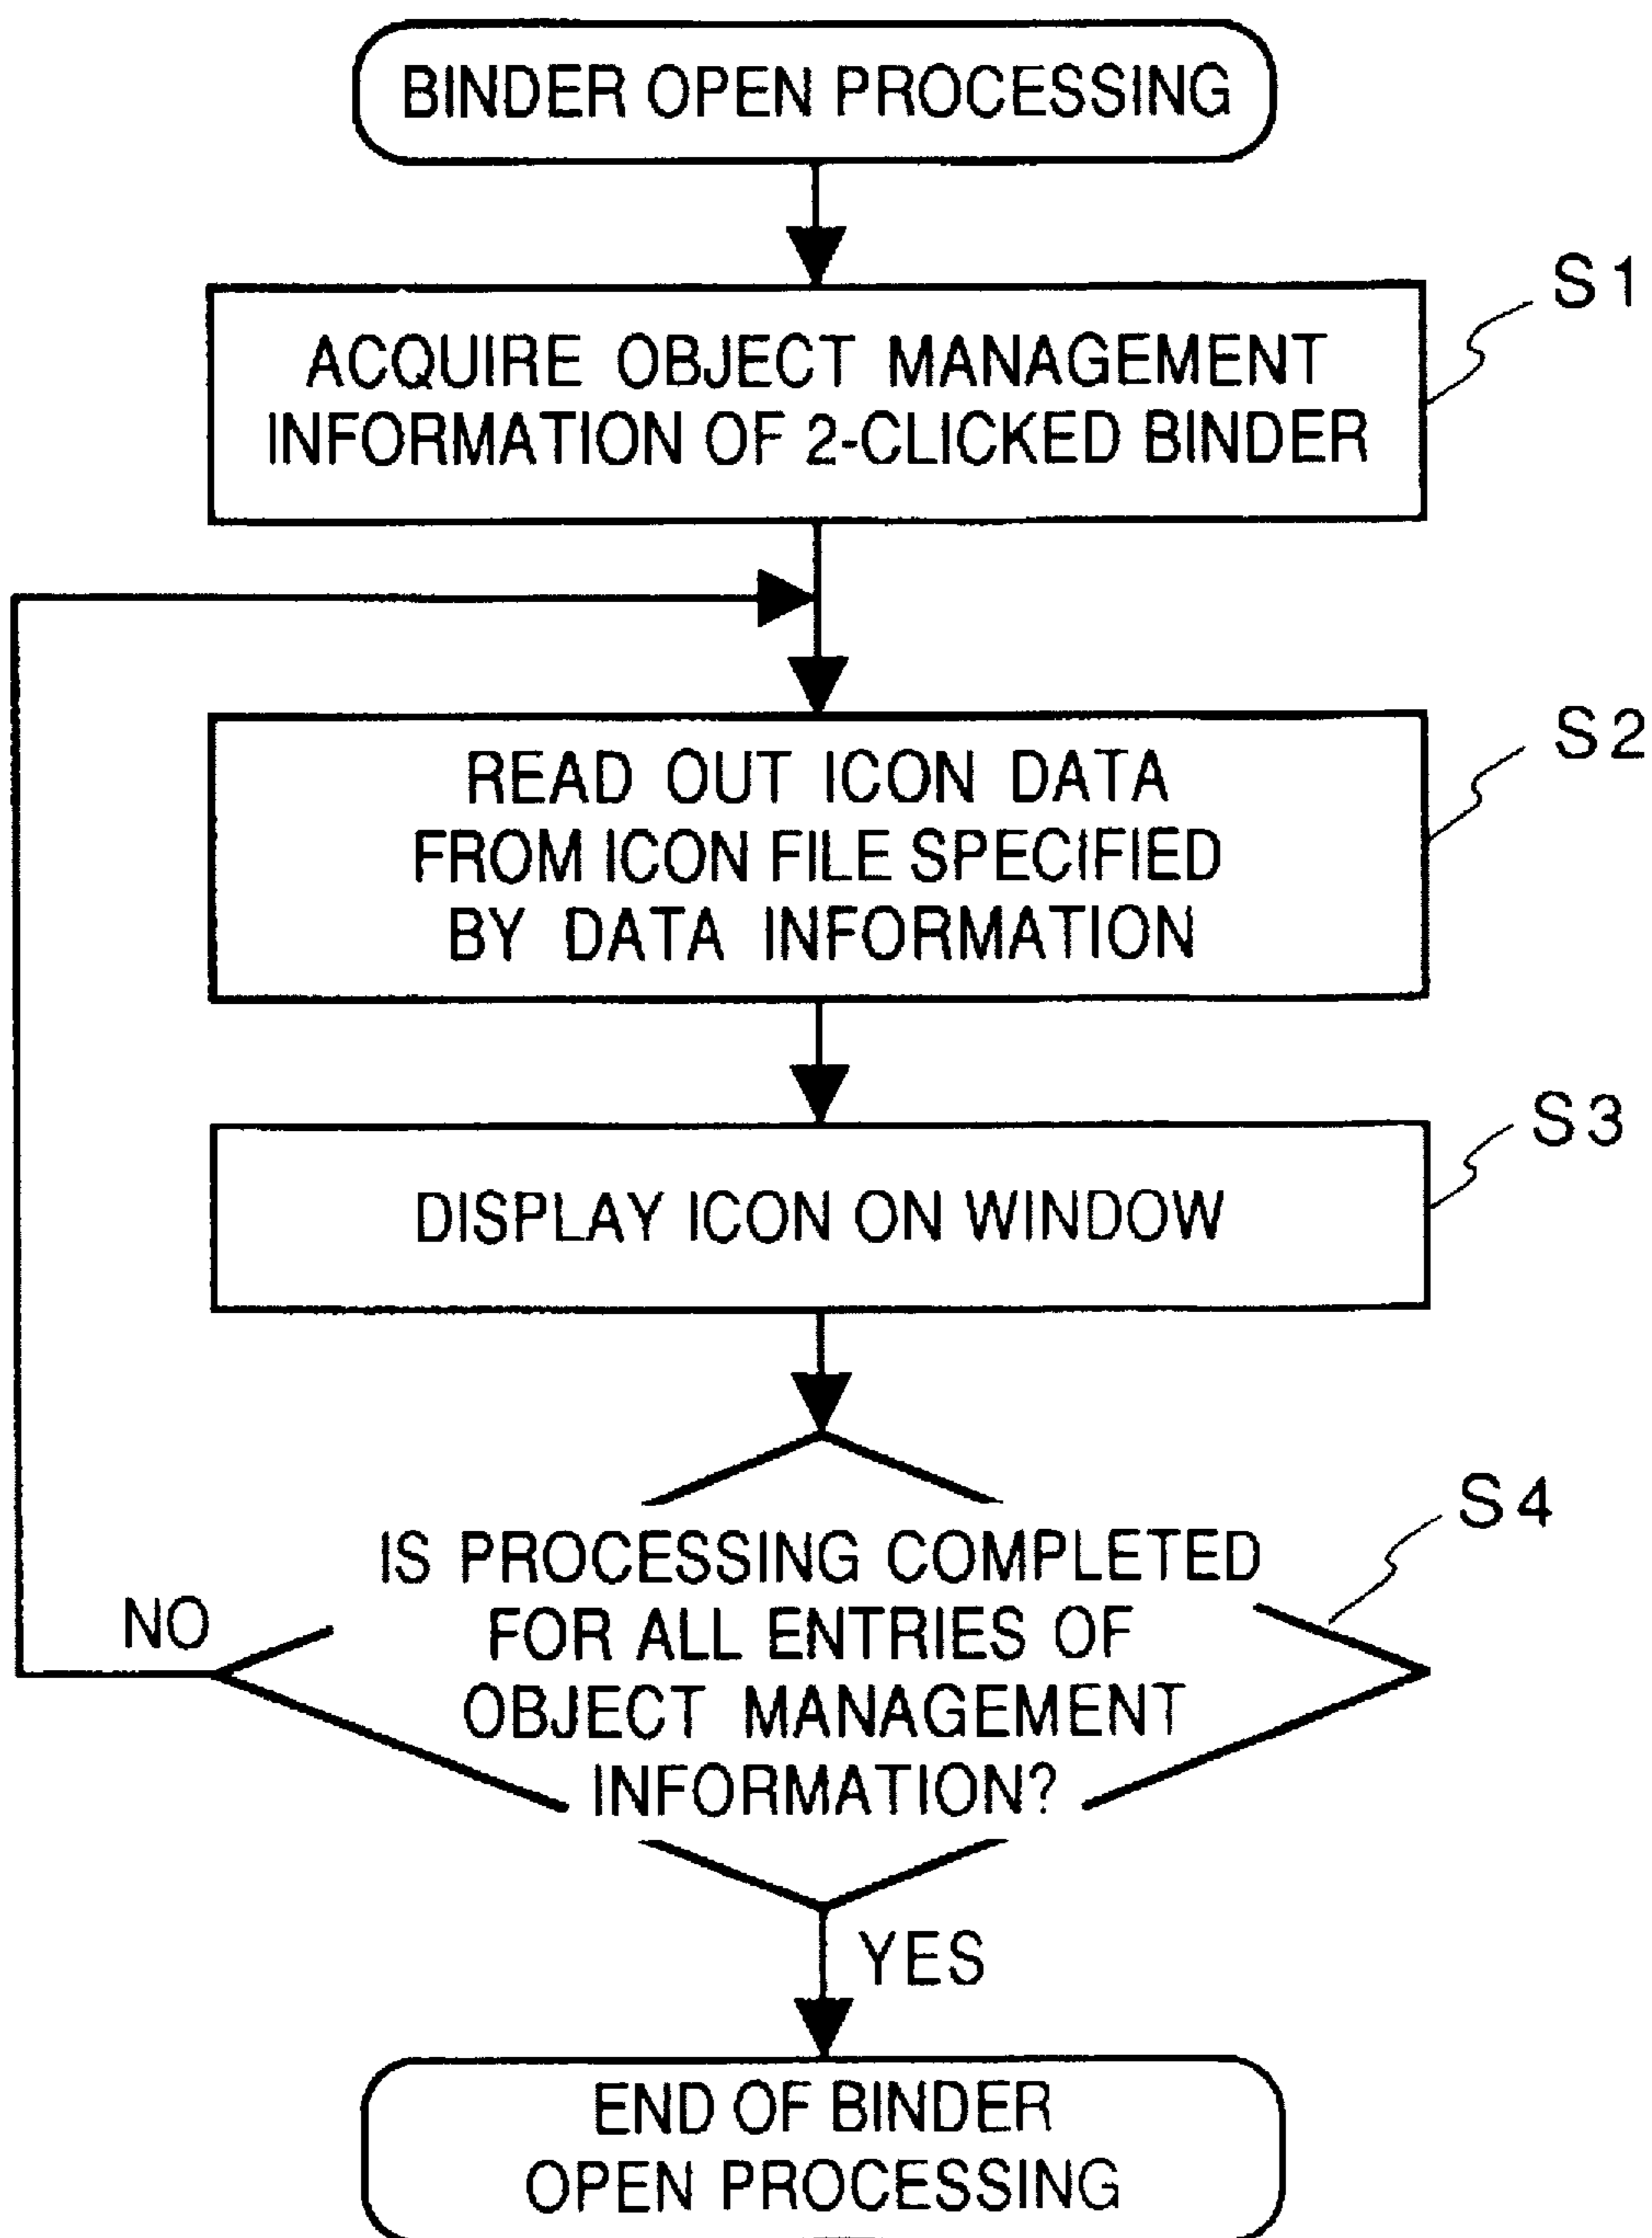 BINDER OPEN PROCESSING
S1
ACQUIRE OBJECT MANAGEMENT
INFORMATION OF 2-CLICKED BINDER
S2
READ OUT ICON DATA
FROM ICON FILE SPECIFIED
BY DATA INFORMATION
S3
DISPLAY ICON ON WINDOW
S4
IS PROCESSING COMPLETED
NO
FOR ALL ENTRIES OF
OBJECT MANAGEMENT
INFORMATION?
YES
END OF BINDER
OPEN PROCESSING